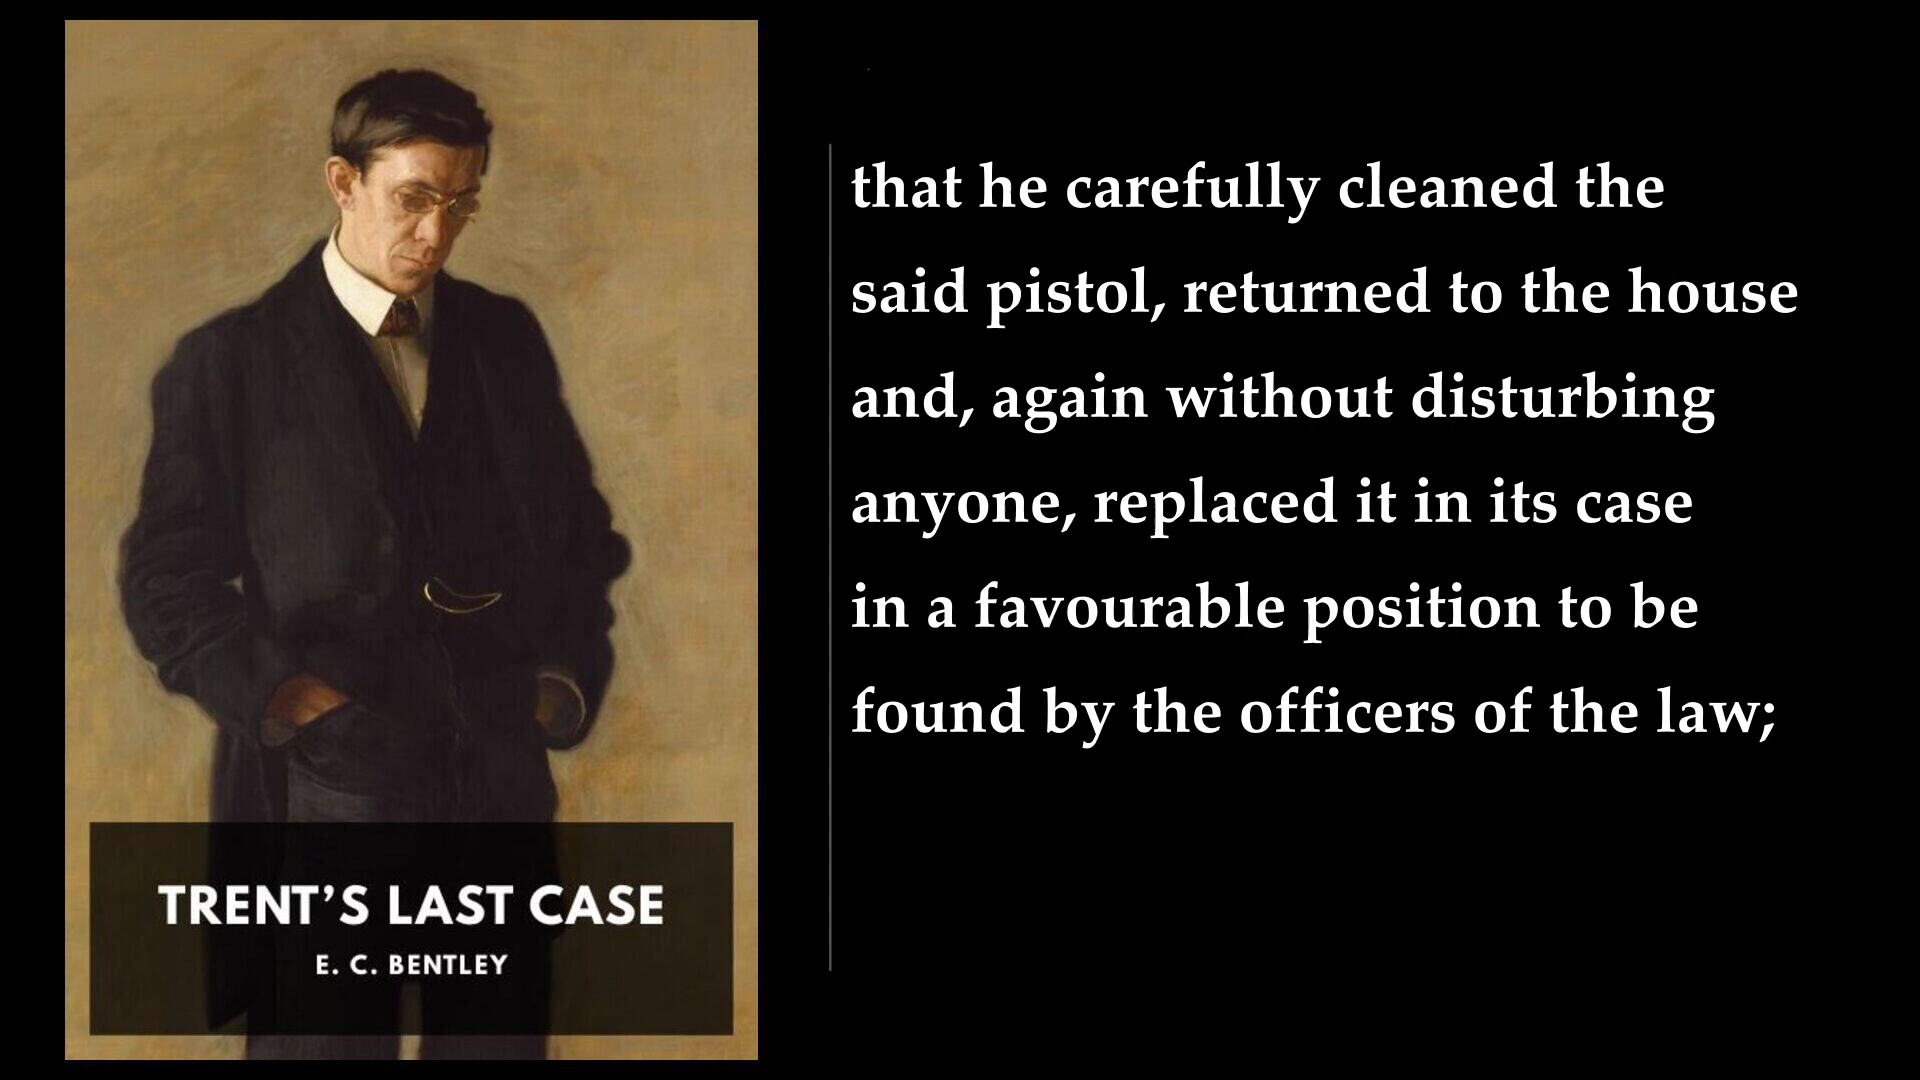 that he carefully cleaned the
said pistol, returned to the house
and, again without disturbing
anyone, replaced it in its case
in a favourable position to be
found by the officers of the law;
TRENT’S LAST CASE
E. C. BENTLEY